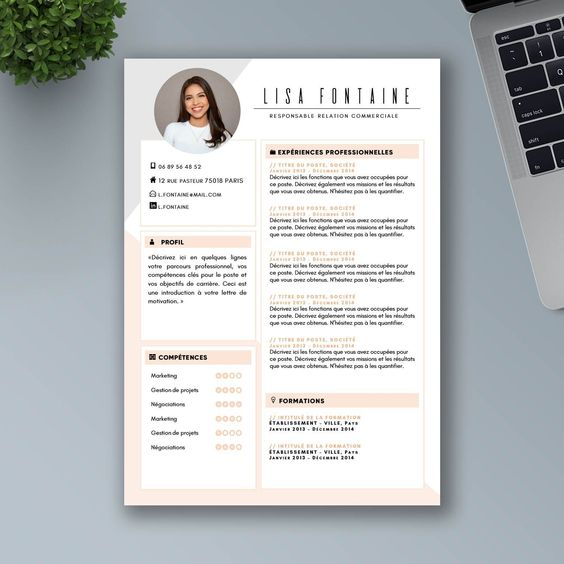 LISA FONTAINE
RESPONSABLE RELATION COMMERCIALE
06 89 56 48 52
12 RUE PASTEUR 75018 PARIS
L.FONTAINE@MAIL.COM
L.FONTAINE
PROFIL
«Décrivez ici en quelques lignes
votre parcours professionnel, vos
compétences clés pour le poste et
vos objectifs de carrière. Ceci est
une introduction à votre lettre de
motivation. »
COMPÉTENCES
Marketing
Gestion de projets
Négociations
Marketing
Gestion de projets
Négociations
EXPÉRIENCES PROFESSIONNELLES
// TITRE DU POSTE, SOCIÉTÉ
JANVIER 2013 - DÉCEMBRE 2014
Décrivez ici les fonctions que vous avez occupées pour
ce poste. Décrivez également vos missions et les résultats
que vous avez obtenus. N'hésitez pas à les quantifier.
// TITRE DU POSTE, SOCIÉTÉ
JANVIER 2013 - DÉCEMBRE 2014
Décrivez ici les fonctions que vous avez occupées pour
ce poste. Décrivez également vos missions et les résultats
que vous avez obtenus. N'hésitez pas à les quantifier.
// TITRE DU POSTE, SOCIÉTÉ
JANVIER 2013 - DÉCEMBRE 2014
Décrivez ici les fonctions que vous avez occupées pour
ce poste. Décrivez également vos missions et les résultats
que vous avez obtenus. N'hésitez pas à les quantifier.
// TITRE DU POSTE, SOCIÉTÉ
JANVIER 2013 - DÉCEMBRE 2014
Décrivez ici les fonctions que vous avez occupées pour
ce poste. Décrivez également vos missions et les résultats
que vous avez obtenus. N'hésitez pas à les quantifier.
// TITRE DU POSTE, SOCIÉTÉ
JANVIER 2013 - DÉCEMBRE 2014
Décrivez ici les fonctions que vous avez occupées pour
ce poste. Décrivez également vos missions et les résultats
que vous avez obtenus. N'hésitez pas à les quantifier.
FORMATIONS
// INTITULÉ DE LA FORMATION
ÉTABLISSEMENT - VILLE, PAYS
JANVIER 2013 - DÉCEMBRE 2014
// INTITULÉ DE LA FORMATION
ÉTABLISSEMENT - VILLE, PAYS
JANVIER 2013 - DÉCEMBRE 2014